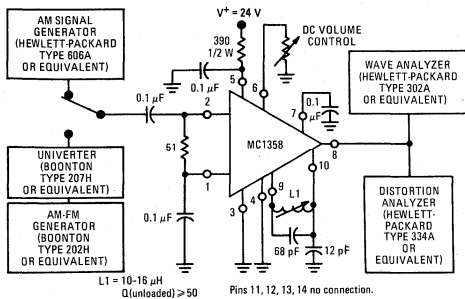 AM SIGNAL
GENERATOR
(HEWLETT-PACKARD
TYPE 606A
OR EQUIVALENT)
V+ = 24 V
390
1/2 W
DC VOLUME
CONTROL
0.1 µF
5
6
0.1 µF
2
7
0.1
µF
WAVE ANALYZER
(HEWLETT-PACKARD
TYPE 302A
OR EQUIVALENT)
51
MC1358
8
10
UNIVERTER
(BOONTON
TYPE 207H
OR EQUIVALENT)
1
9
L1
3
4
0.1 µF
68 pF
12 pF
AM-FM
GENERATOR
(BOONTON
TYPE 202H
OR EQUIVALENT)
DISTORTION
ANALYZER
(HEWLETT-
PACKARD
TYPE 334A
OR
EQUIVALENT)
L1 = 10-16 µH
Q(unloaded) ≥ 50
Pins 11, 12, 13, 14 no connection.